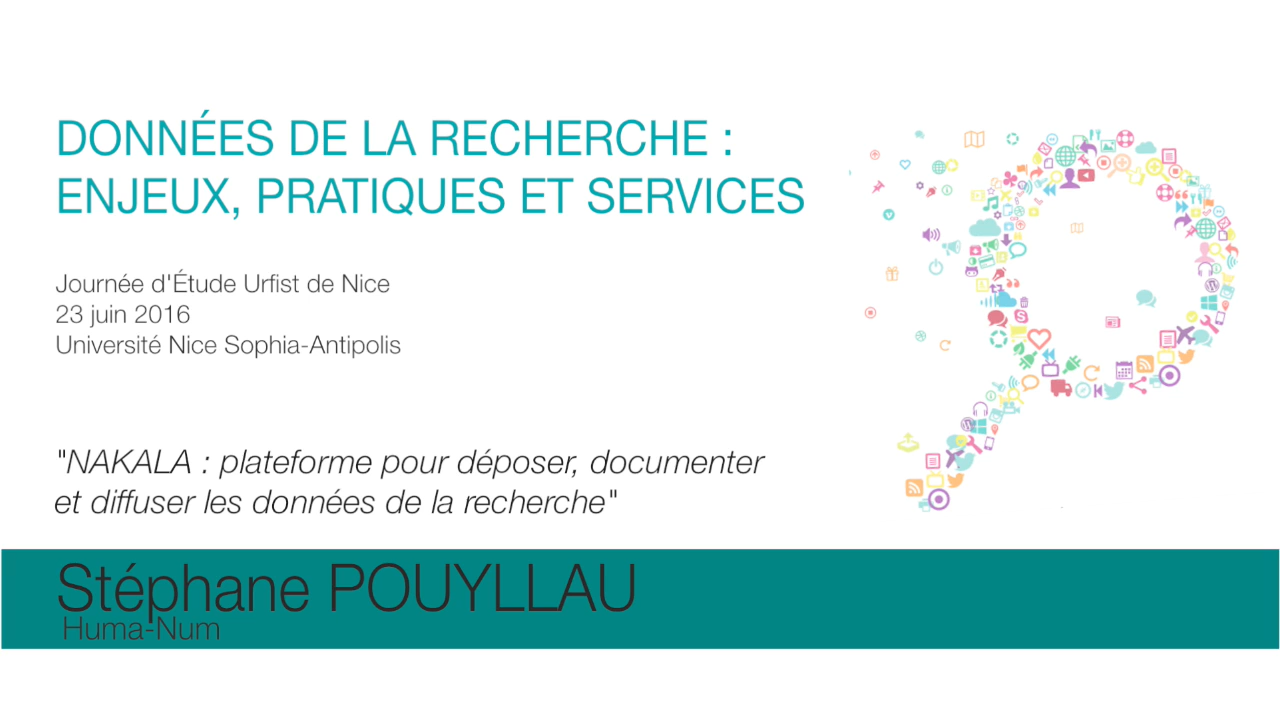 DONNÉES DE LA RECHERCHE :
ENJEUX, PRATIQUES ET SERVICES
Journée d'Étude Urfist de Nice
23 juin 2016
Université Nice Sophia-Antipolis
"NAKALA : plateforme pour déposer, documenter
et diffuser les données de la recherche"
Stéphane POUYLLAU
Huma-Num